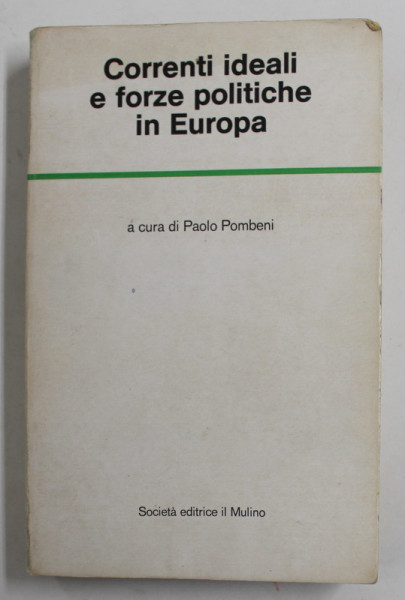 Correnti ideali
e forze politiche
in Europa
a cura di Paolo Pombeni
Società editrice il Mulino